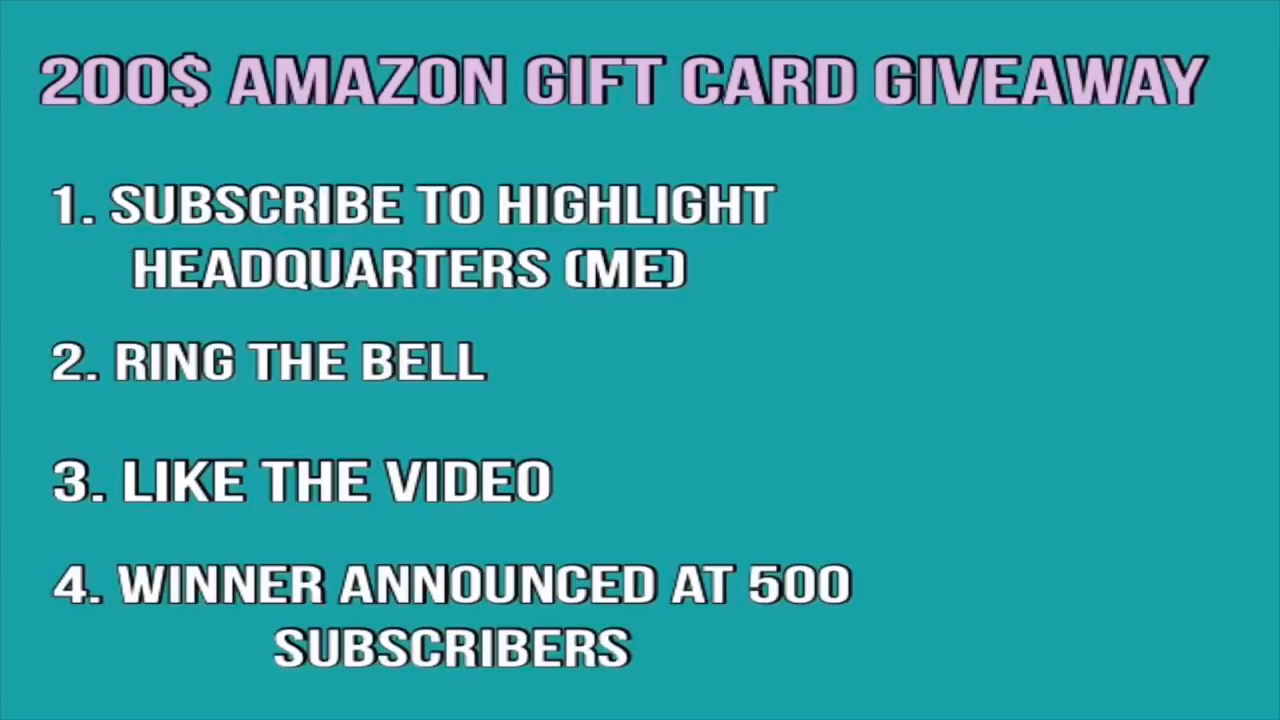 200$ AMAZON GIFT CARD GIVEAWAY
1. SUBSCRIBE TO HIGHLIGHT
HEADQUARTERS (ME)
2. RING THE BELL
3. LIKE THE VIDEO
4. WINNER ANNOUNCED AT 500
SUBSCRIBERS